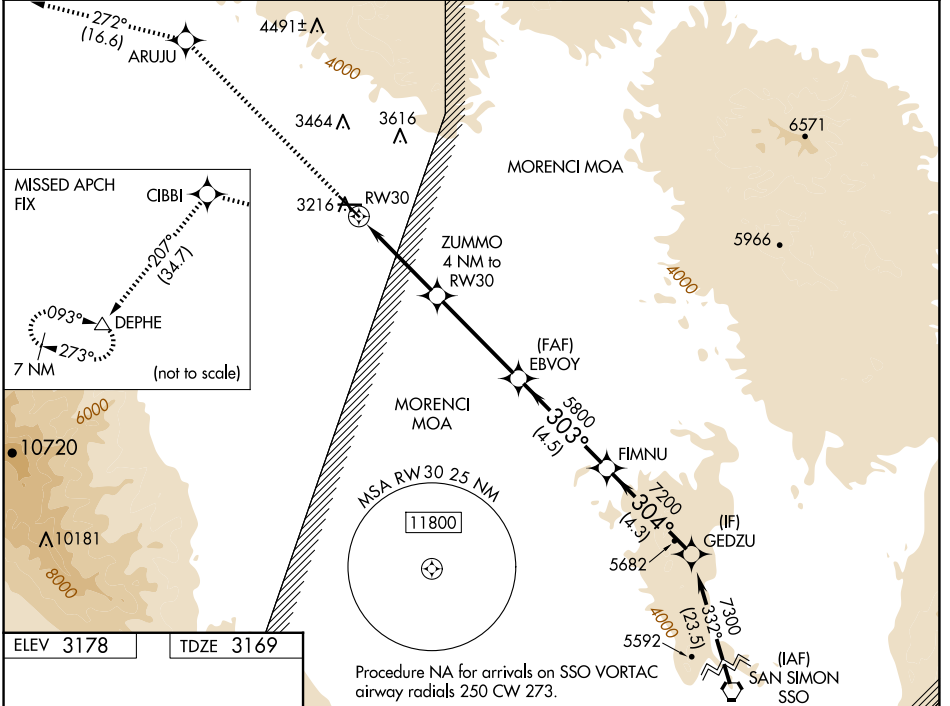 272°
(16.6)
ARUJU
4491±
4000
3464
3616
6571
MORENCI MOA
MISSED APCH
FIX
CIBBI
3216
RW30
207°
(34.7)
ZUMMO
4 NM to
RW30
5966
4000
093°
DEPHE
273°
7 NM
(not to scale)
(FAF)
EBVOY
6000
MORENCI
MOA
5800
303°
(4.5)
10720
FIMNU
MSA RW30 25 NM
7200
304°
(4.3)
11800
(IF)
GEDZU
10181
5682
8000
7300
332°
(23.5)
4000
ELEV 3178
TDZE 3169
5592
(IAF)
SAN SIMON
SSO
Procedure NA for arrivals on SSO VORTAC
airway radials 250 CW 273.